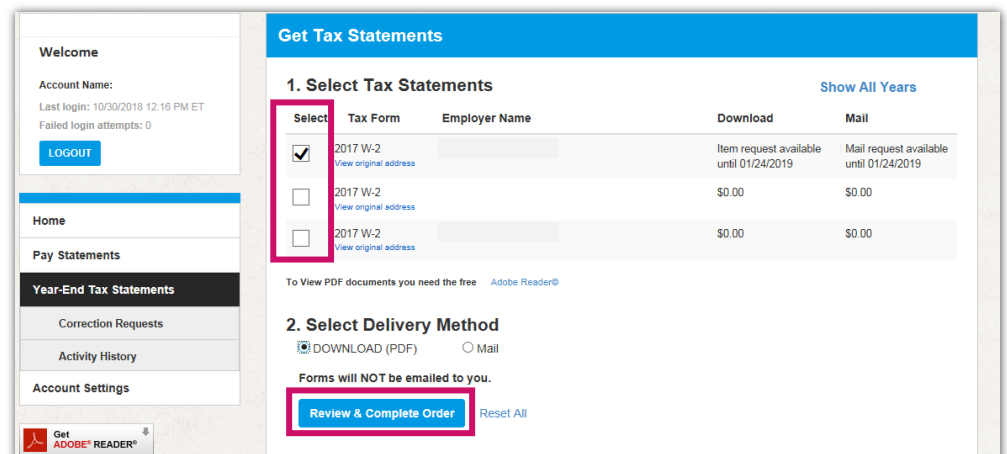 Welcome
Account Name:
Last login: 10/30/2018 12:16 PM ET
Failed login attempts: 0
LOGOUT
Home
Pay Statements
Year-End Tax Statements
Correction Requests
Activity History
Account Settings
Get
ADOBE® READER®
Get Tax Statements
1. Select Tax Statements
Show All Years
Select Tax Form Employer Name Download Mail
2017 W-2 Item request available Mail request available
View original address until 01/24/2019 until 01/24/2019
2017 W-2 $0.00 $0.00
View original address
2017 W-2 $0.00 $0.00
View original address
To View PDF documents you need the free Adobe Reader©
2. Select Delivery Method
DOWNLOAD (PDF) Mail
Forms will NOT be emailed to you.
Review & Complete Order Reset All